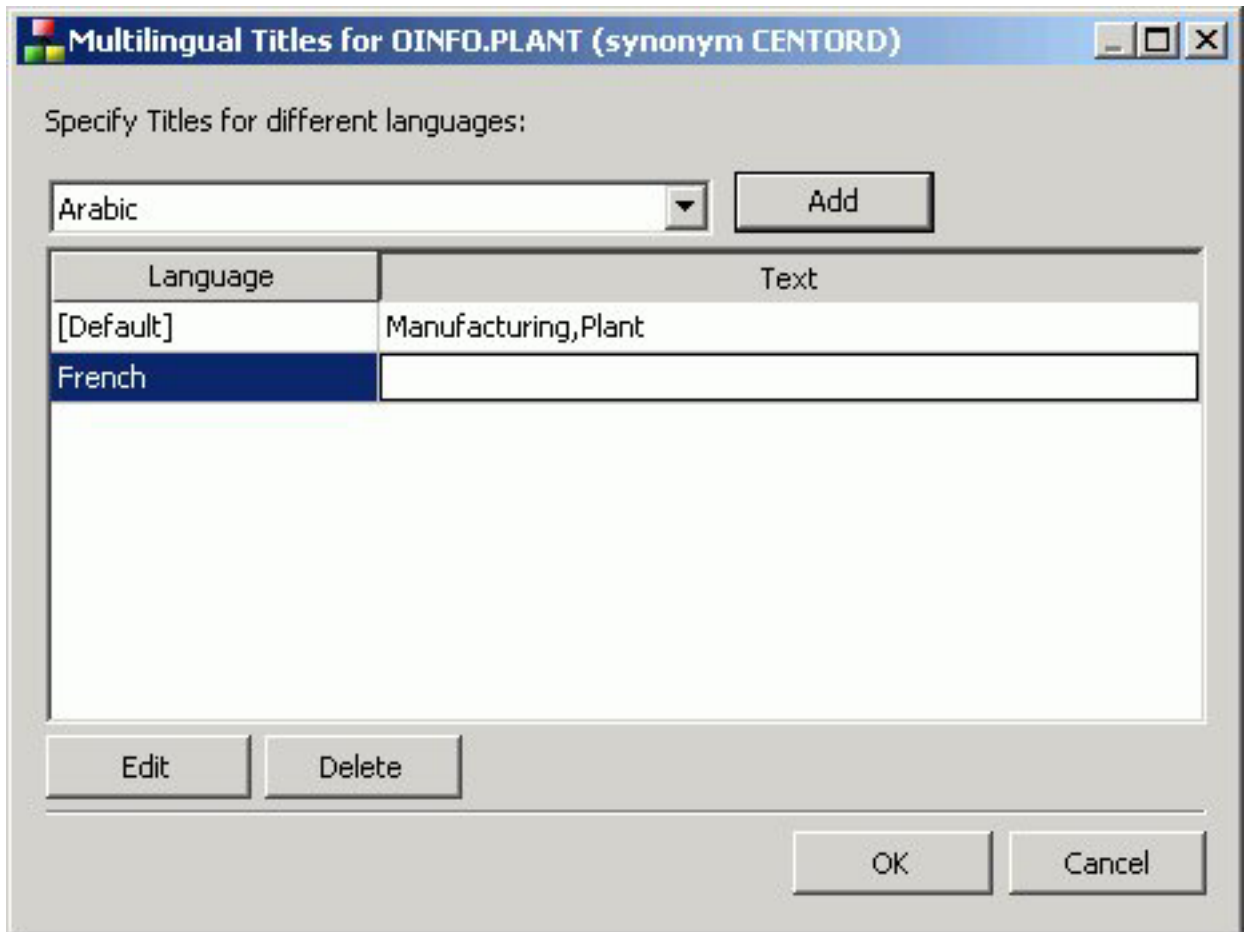 Multilingual Titles for OINFO.PLANT (synonym CENTORD)
Specify Titles for different languages:
Arabic Add
Language Text
[Default] Manufacturing,Plant
French
Edit Delete
OK Cancel